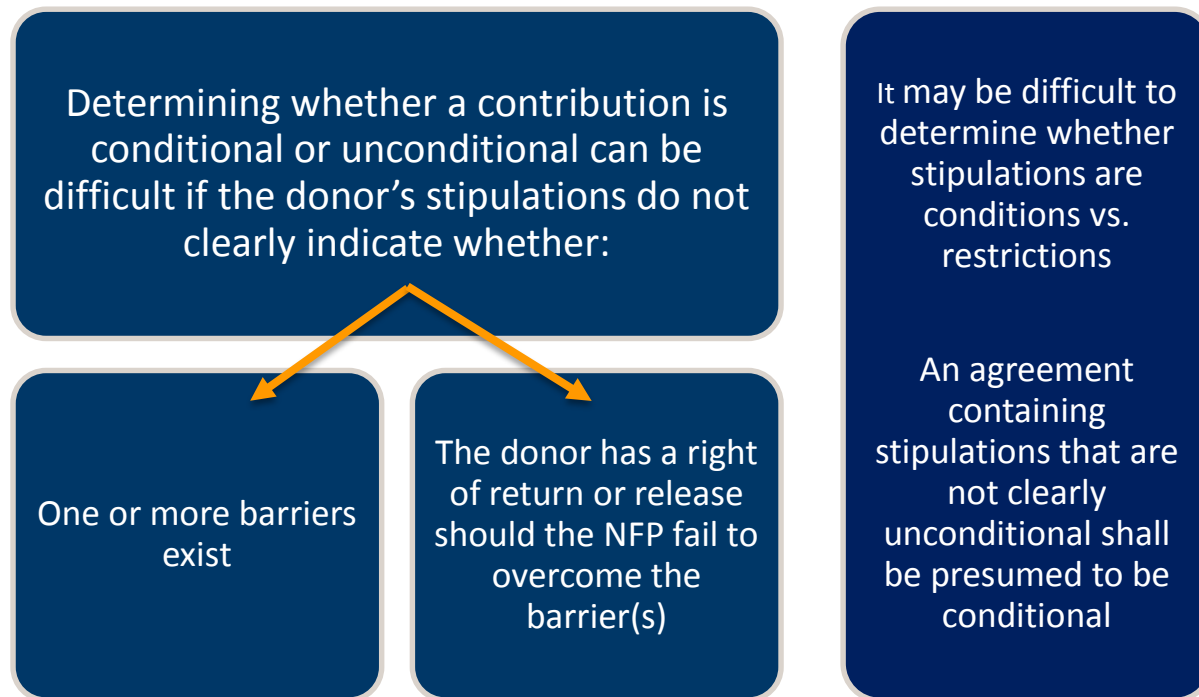 Determining whether a contribution is
conditional or unconditional can be
difficult if the donor’s stipulations do not
clearly indicate whether:
One or more barriers
exist
The donor has a right
of return or release
should the NFP fail to
overcome the
barrier(s)
It may be difficult to
determine whether
stipulations are
conditions vs.
restrictions
An agreement
containing
stipulations that are
not clearly
unconditional shall
be presumed to be
conditional